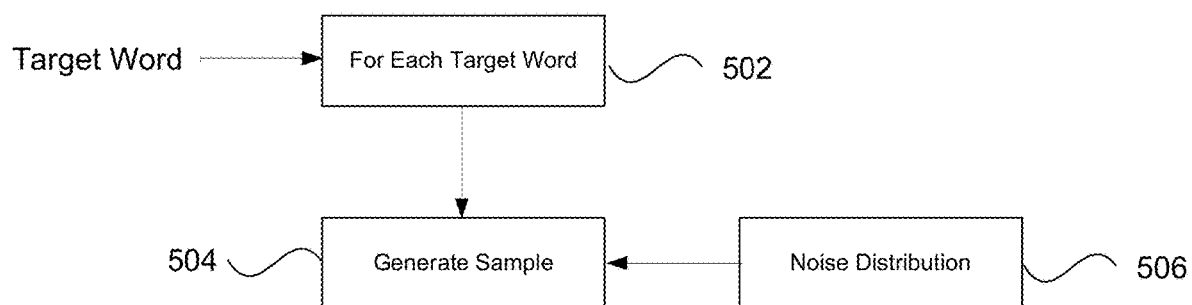 Target Word
For Each Target Word
502
504
Generate Sample
Noise Distribution
506